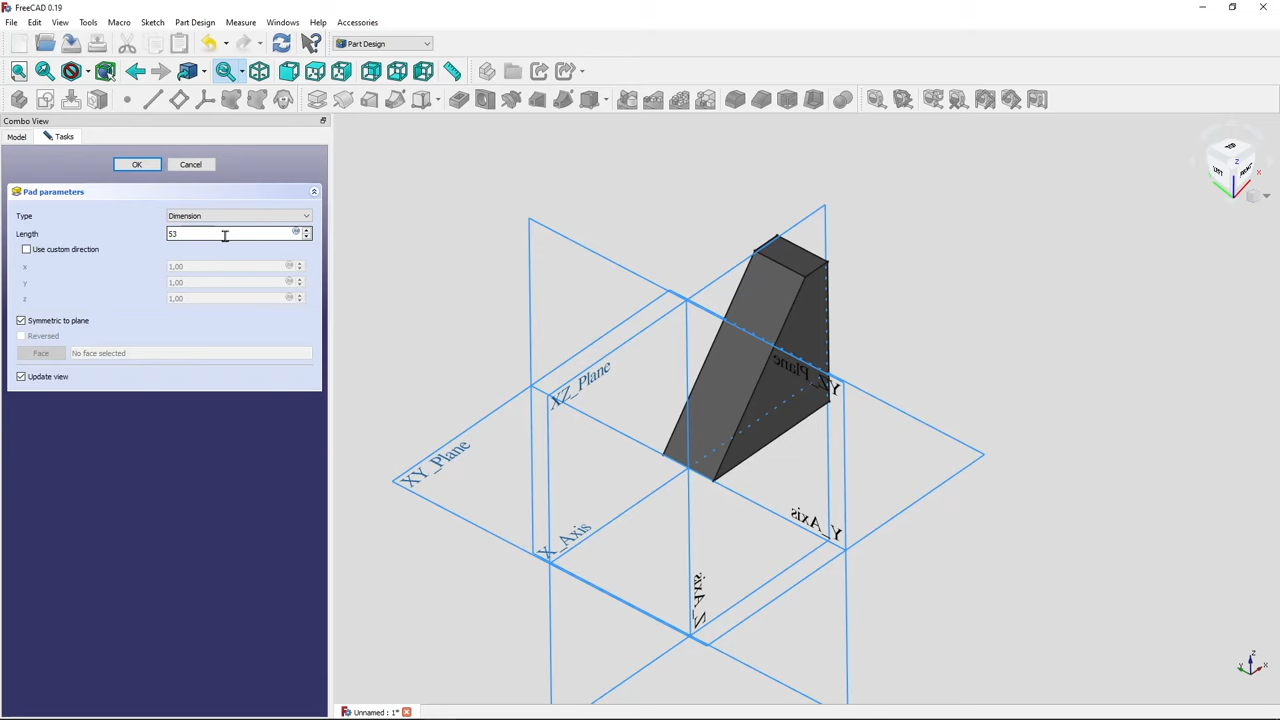 FreeCAD 0.19
File Edit View Tools Macro Sketch Part Design Measure Windows Help Accessories
Part Design
Combo View
Model Tasks
OK Cancel
Pad parameters
Type Dimension
Length 53
Use custom direction
x 1,00
y 1,00
z 1,00
Symmetric to plane
Reversed
Face No face selected
Update view
XZ_Plane
YZ_Plane
XY_Plane
X_Axis
Y_Axis
Z_Axis
Z
X
Z
Y
X
Unnamed : 1*